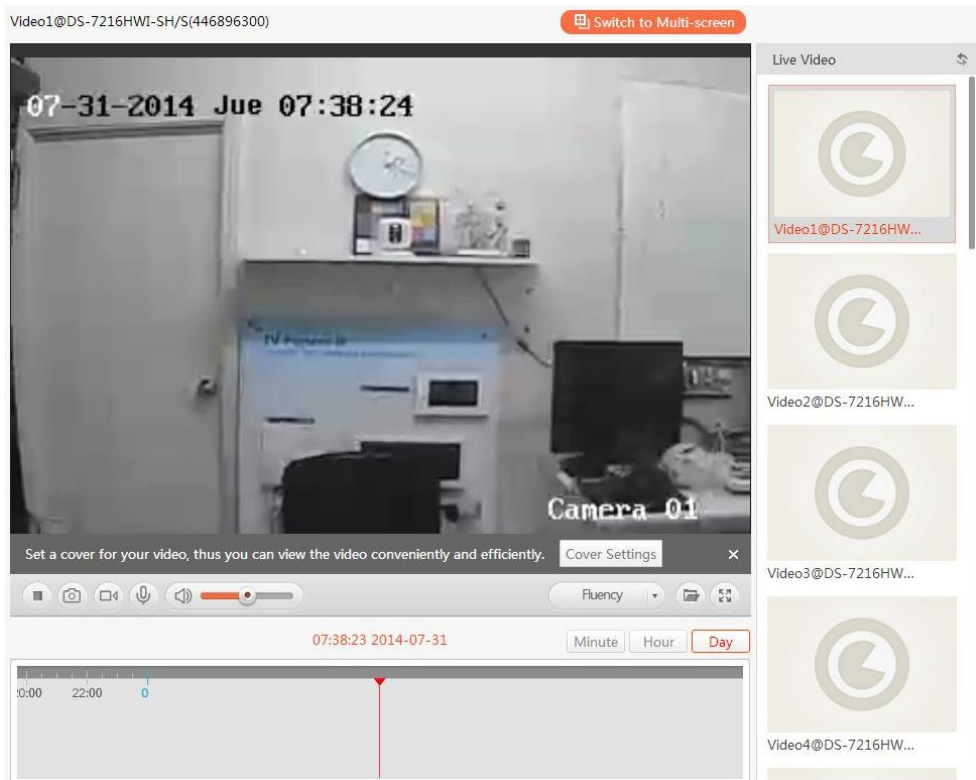 Video1@DS-7216HWI-SH/S(446896300)
Switch to Multi-screen
07-31-2014 Jue 07:38:24
Camera 01
Set a cover for your video, thus you can view the video conveniently and efficiently.
Cover Settings
×
Fluency
07:38:23 2014-07-31
Minute
Hour
Day
22:00
0
Live Video
Video1@DS-7216HW...
Video2@DS-7216HW...
Video3@DS-7216HW...
Video4@DS-7216HW...